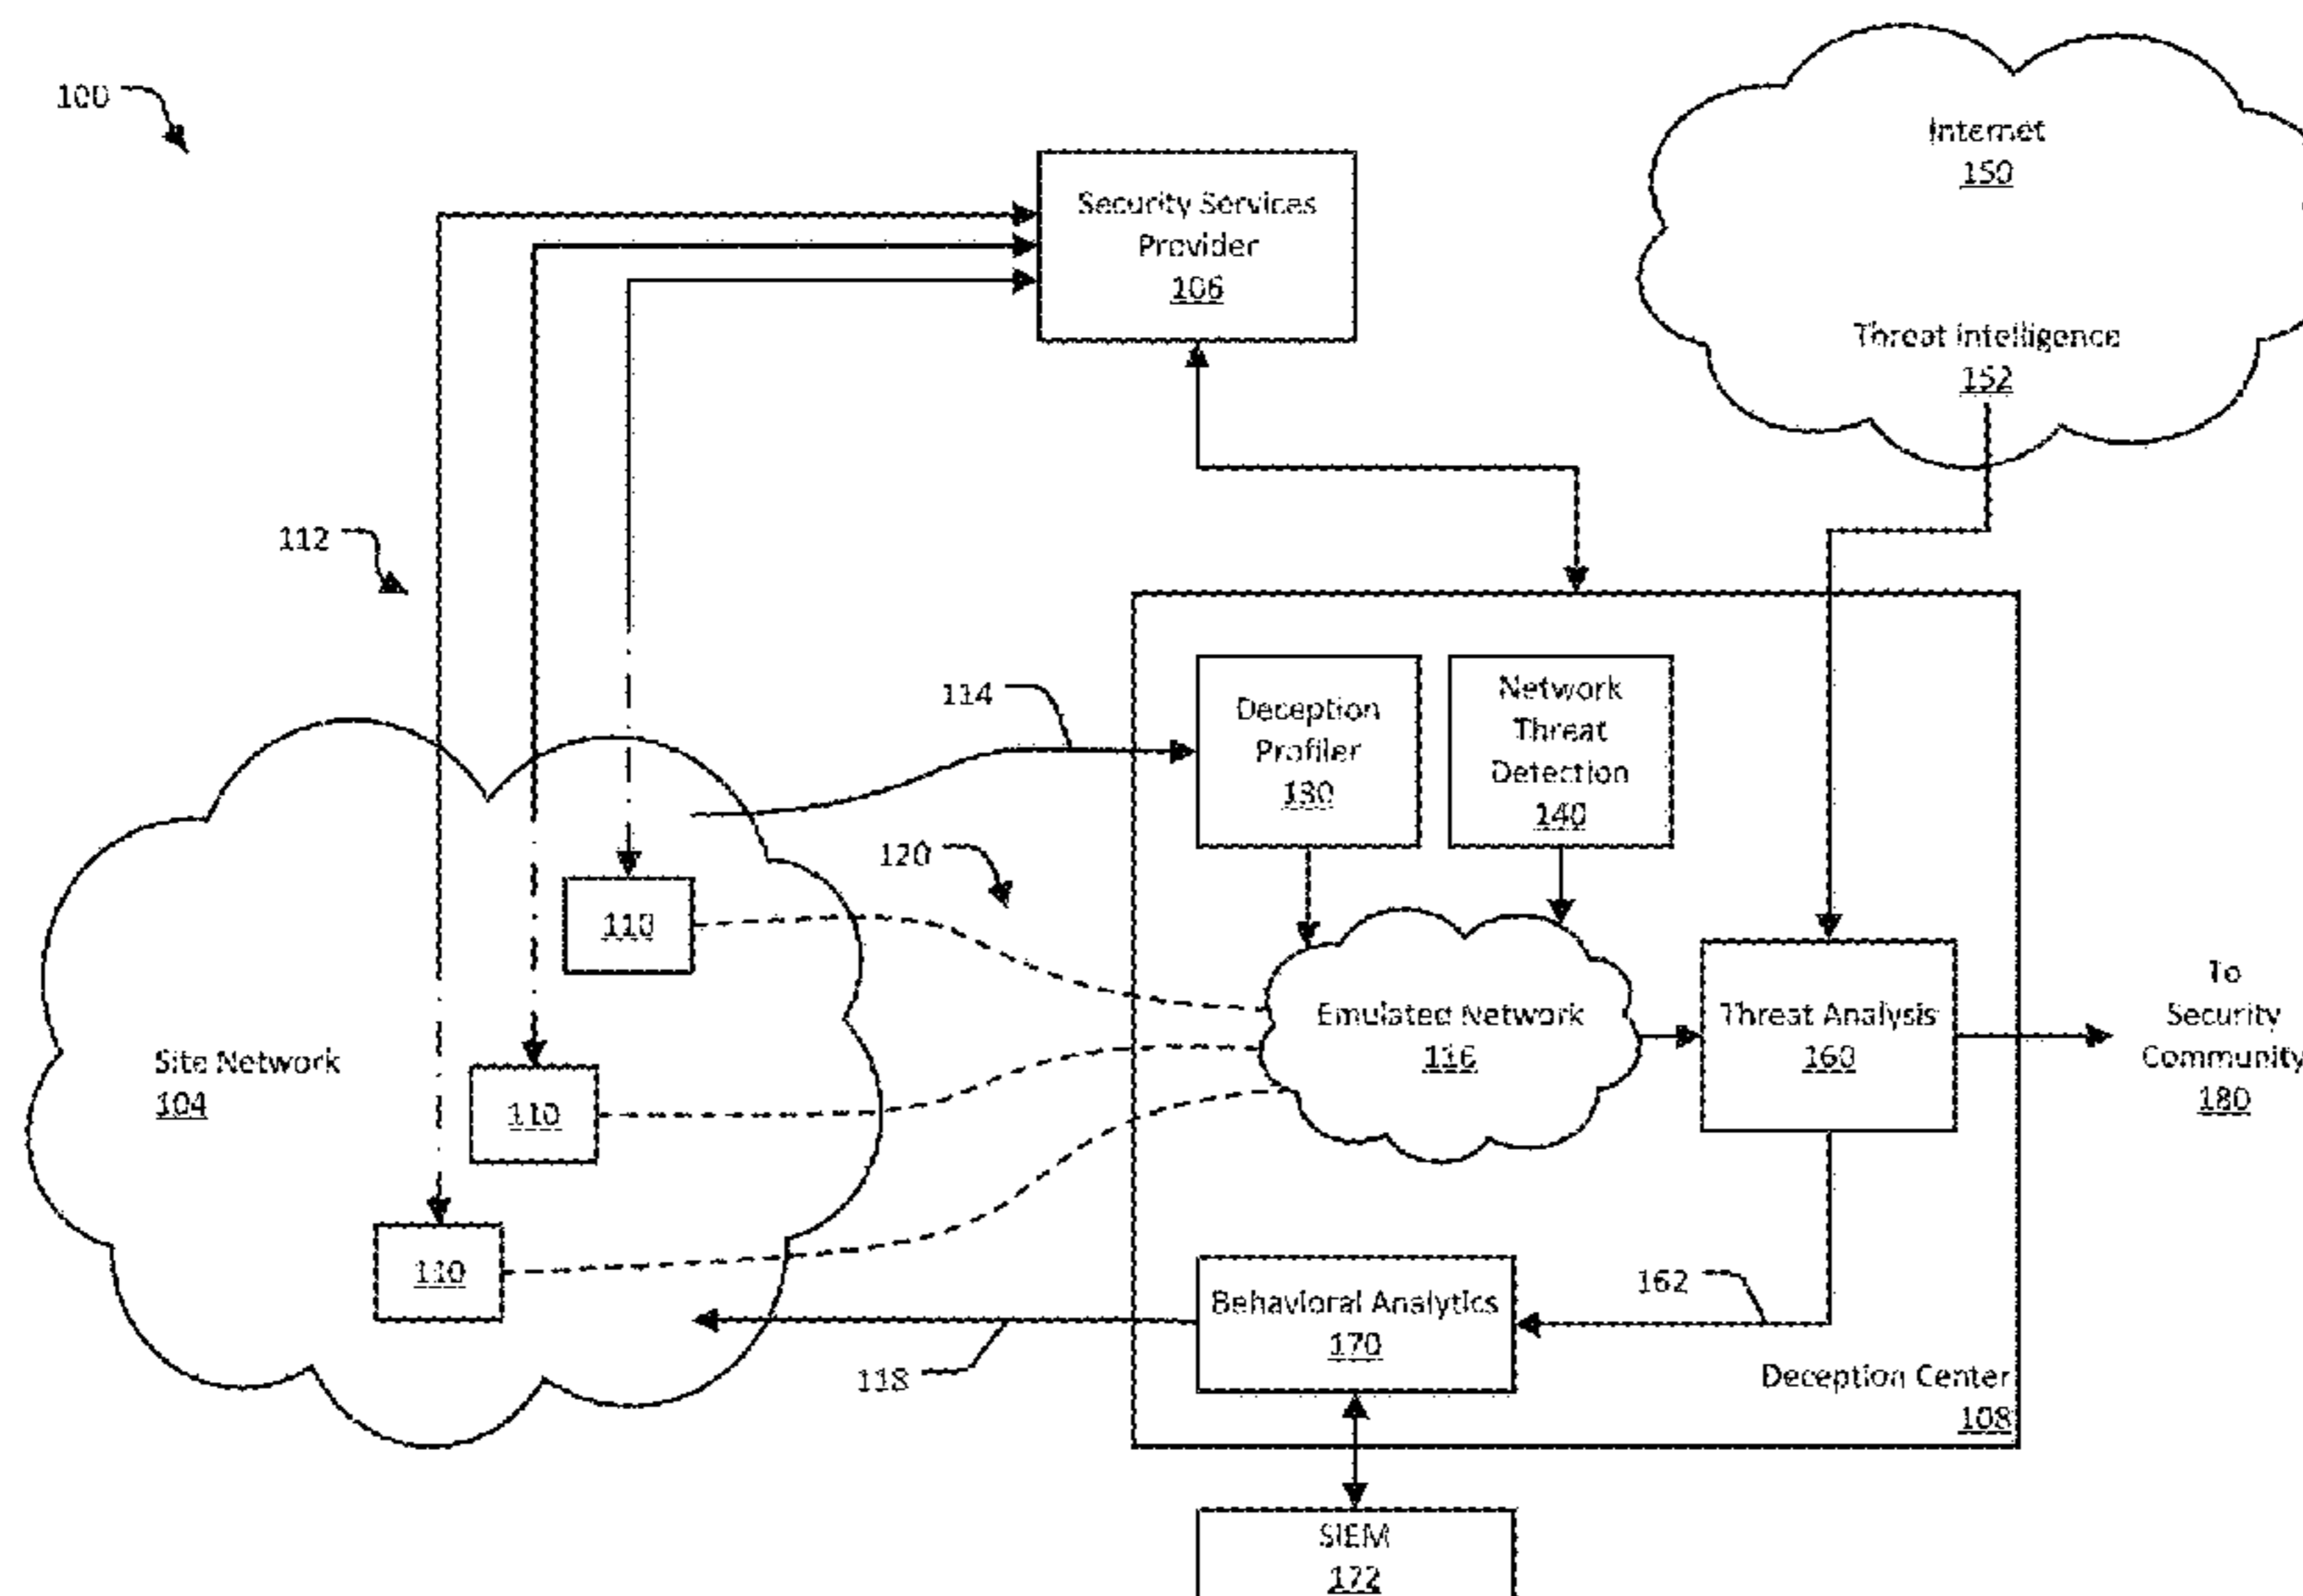 100
Internet
150
Security Services
Provider
106
Threat Intelligence
152
112
114
Deception
Profiler
130
Network
Threat
Detection
140
120
110
Emulated Network
116
Threat Analysis
160
To
Security
Community
180
Site Network
104
110
110
162
Behavioral Analytics
170
118
Deception Center
108
SIEM
172